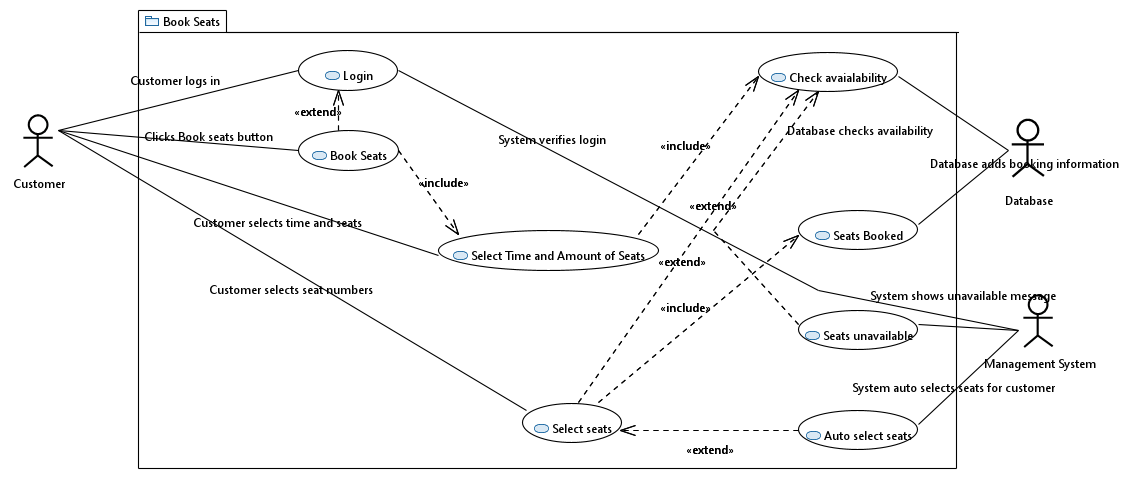 Book Seats
Customer logs in
Login
Check avaialability
«extend»
Clicks Book seats button
Book Seats
System verifies login
«include»
Database checks availability
Database adds booking information
Customer
«include»
Database
Customer selects time and seats
«extend»
Seats Booked
Select Time and Amount of Seats
«extend»
Customer selects seat numbers
«include»
System shows unavailable message
Seats unavailable
Management System
System auto selects seats for customer
Select seats
Auto select seats
«extend»